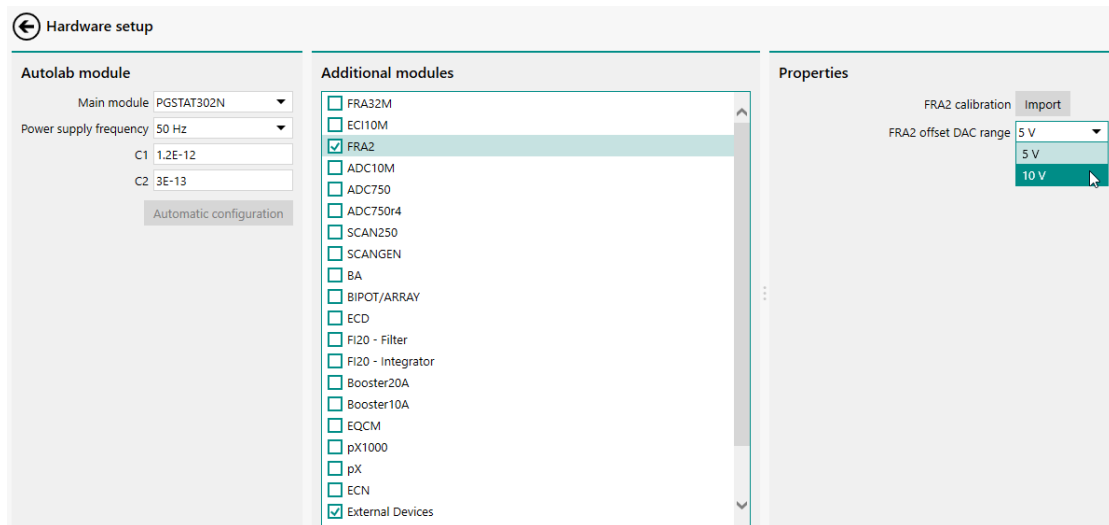 Hardware setup
Autolab module
Main module PGSTAT302N
Power supply frequency 50 Hz
C1 1.2E-12
C2 3E-13
Automatic configuration
Additional modules
FRA32M
ECI10M
FRA2
ADC10M
ADC750
ADC750r4
SCAN250
SCANGEN
BA
BIPOT/ARRAY
ECD
FI20 - Filter
FI20 - Integrator
Booster20A
Booster10A
EQCM
pX1000
pX
ECN
External Devices
Properties
FRA2 calibration Import
FRA2 offset DAC range 5 V
5 V
10 V